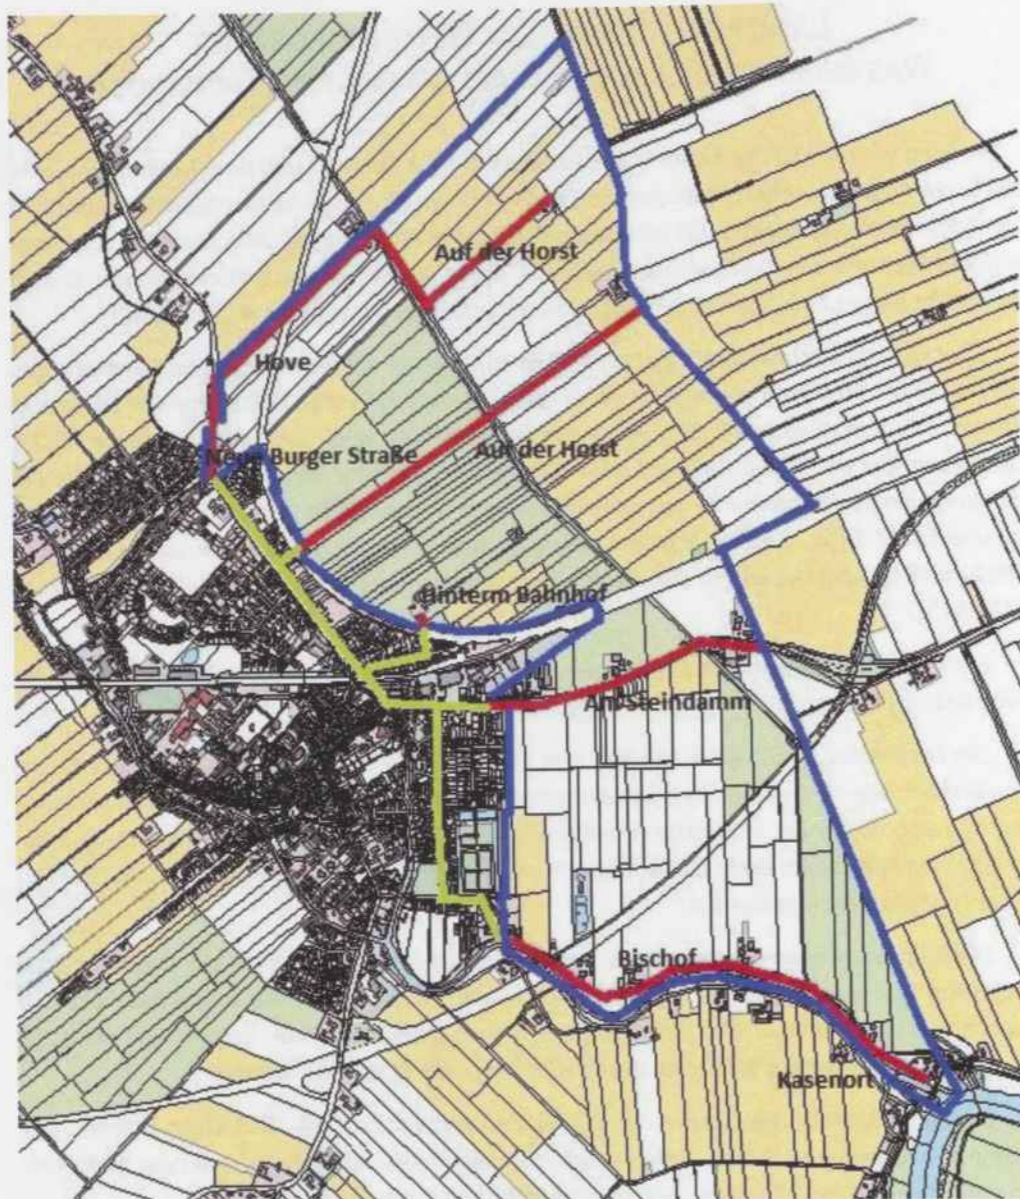 Auf der Horst
Hove
Neue Burger Straße
Auf der Horst
Hinterm Bahnhof
Am Steindamm
Bischof
Kasenort